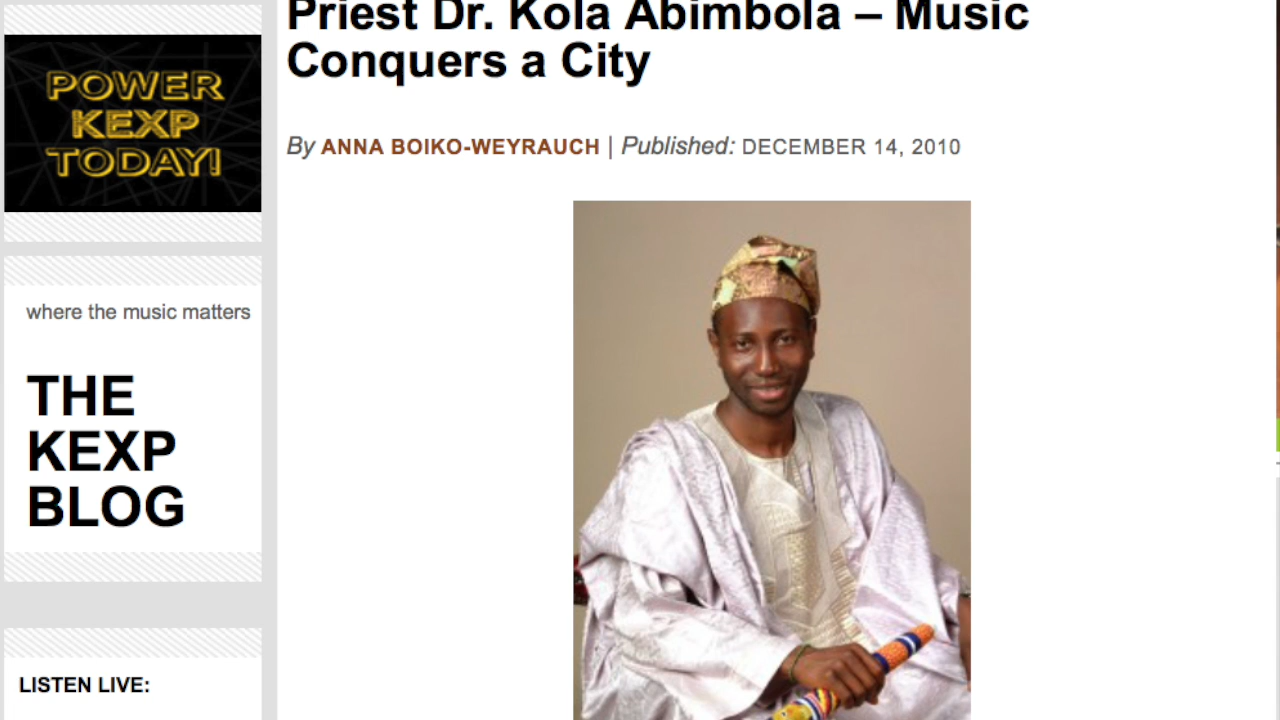 POWER
KEXP
TODAY!
where the music matters
THE
KEXP
BLOG
LISTEN LIVE:
Priest Dr. Kola Abimbola – Music
Conquers a City
By ANNA BOIKO-WEYRAUCH | Published: DECEMBER 14, 2010